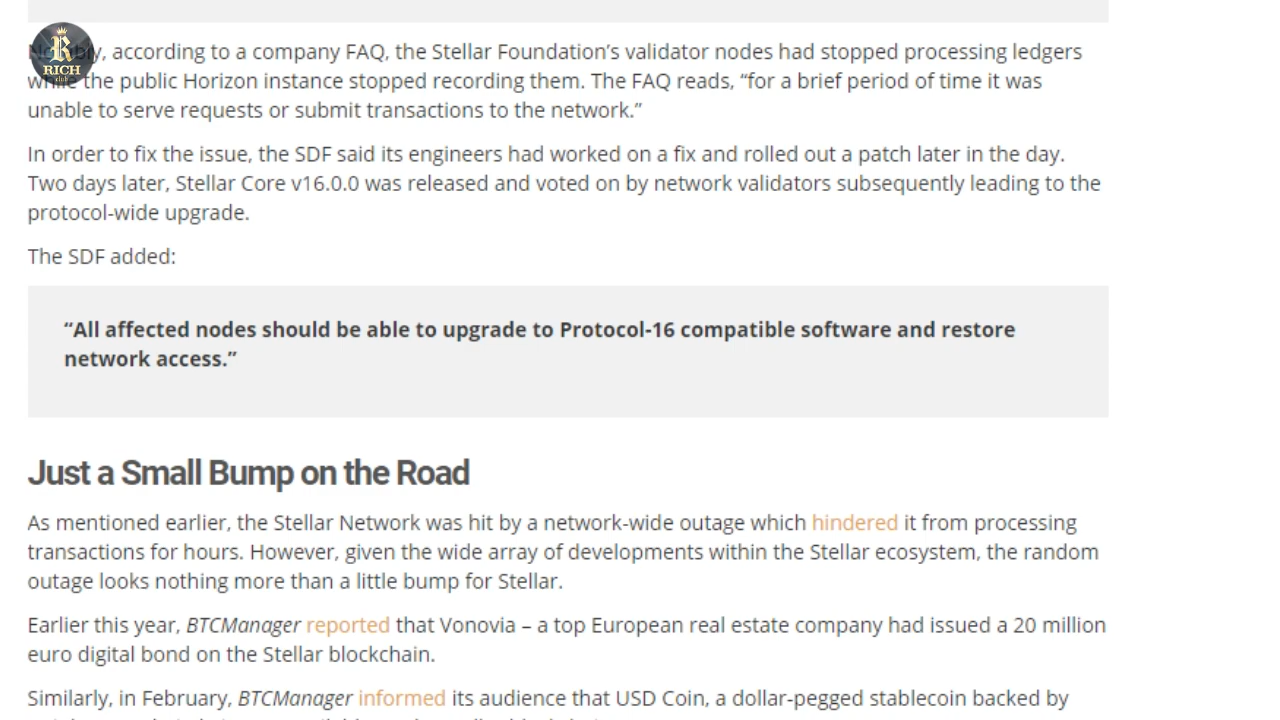 R
RICH
club
according to a company FAQ, the Stellar Foundation’s validator nodes had stopped processing ledgers
while the public Horizon instance stopped recording them. The FAQ reads, “for a brief period of time it was
unable to serve requests or submit transactions to the network.”
In order to fix the issue, the SDF said its engineers had worked on a fix and rolled out a patch later in the day.
Two days later, Stellar Core v16.0.0 was released and voted on by network validators subsequently leading to the
protocol-wide upgrade.
The SDF added:
“All affected nodes should be able to upgrade to Protocol-16 compatible software and restore
network access.”
Just a Small Bump on the Road
As mentioned earlier, the Stellar Network was hit by a network-wide outage which hindered it from processing
transactions for hours. However, given the wide array of developments within the Stellar ecosystem, the random
outage looks nothing more than a little bump for Stellar.
Earlier this year, BTCManager reported that Vonovia – a top European real estate company had issued a 20 million
euro digital bond on the Stellar blockchain.
Similarly, in February, BTCManager informed its audience that USD Coin, a dollar-pegged stablecoin backed by